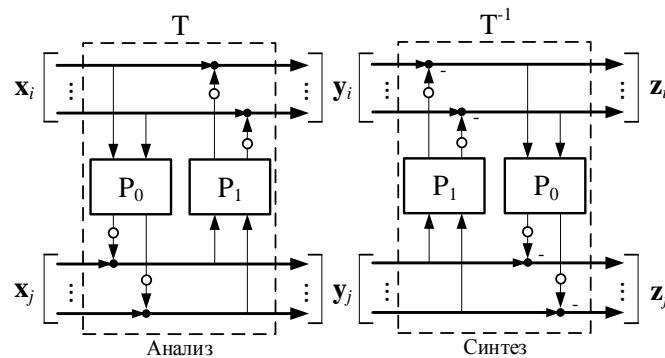 T T⁻¹
xᵢ yᵢ zᵢ
P₀ P₁ P₁ P₀
xⱼ yⱼ zⱼ
Анализ Синтез